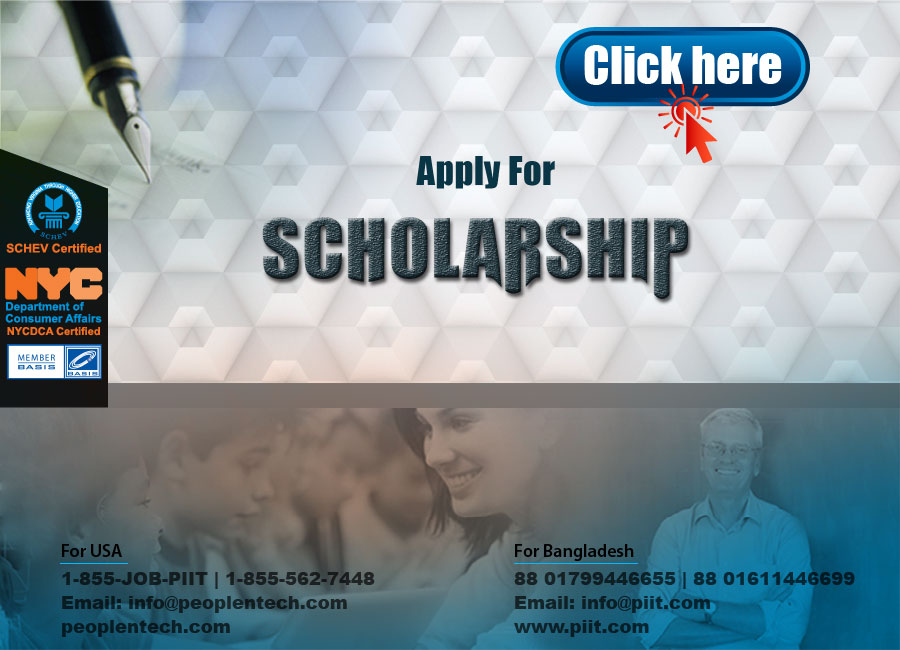 Click here
Apply For
SCHOLARSHIP
SCHEV
SCHEV Certified
NYC
Department of
Consumer Affairs
NYCDCA Certified
MEMBER
BASIS
BASIS
For USA
1-855-JOB-PIIT | 1-855-562-7448
Email: info@peoplentech.com
peoplentech.com
For Bangladesh
88 01799446655 | 88 01611446699
Email: info@piit.com
www.piit.com